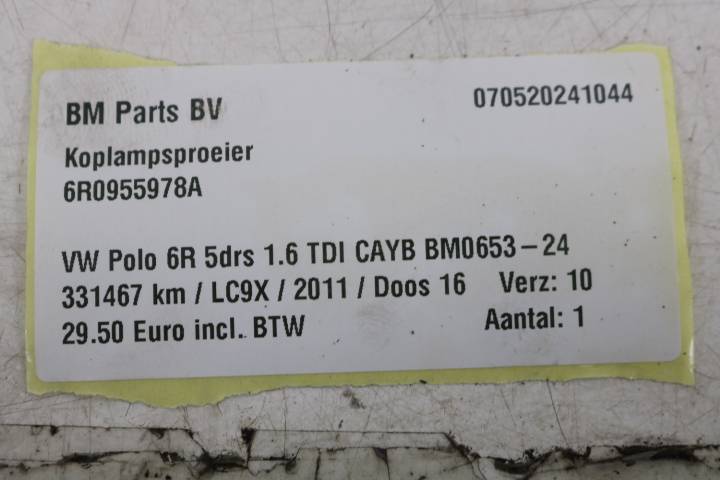 BM Parts BV 070520241044
Koplampsproeier
6R0955978A
VW Polo 6R 5drs 1.6 TDI CAYB BM0653-24
331467 km / LC9X / 2011 / Doos 16 Verz: 10
29.50 Euro incl. BTW Aantal: 1